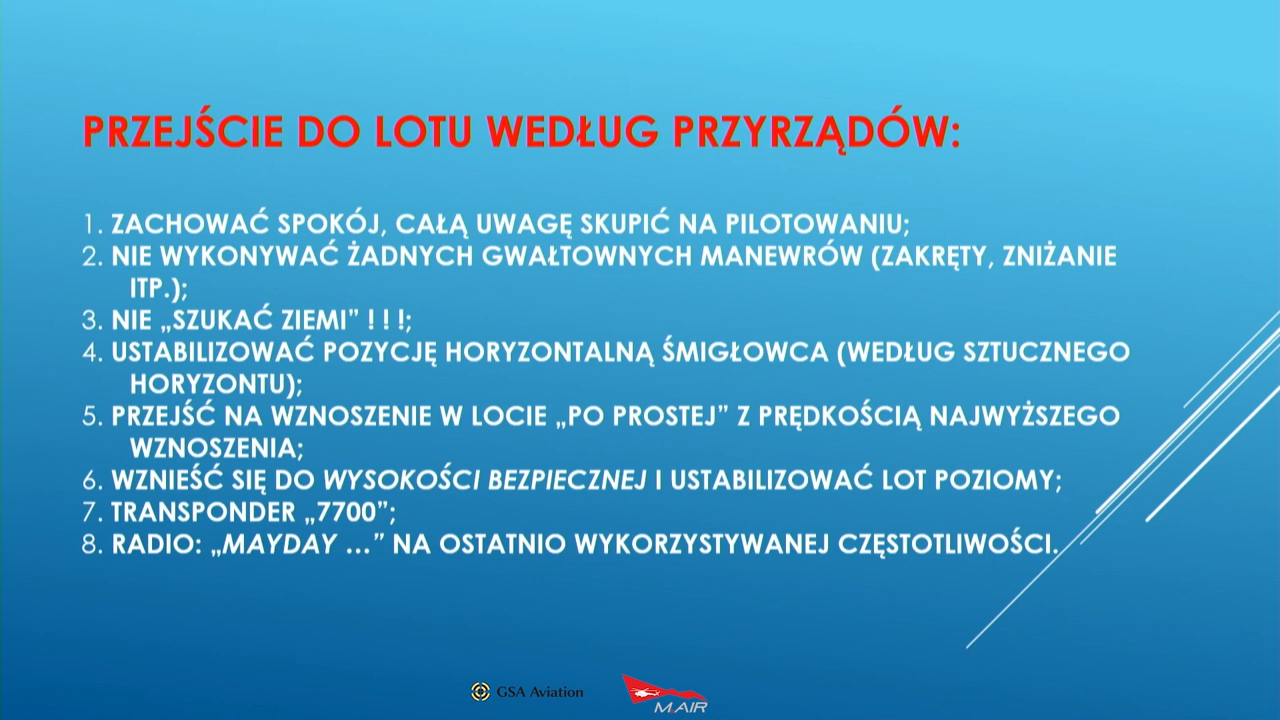 PRZEJŚCIE DO LOTU WEDŁUG PRZYRZĄDÓW:
1. ZACHOWAĆ SPOKÓJ, CAŁĄ UWAGĘ SKUPIĆ NA PILOTOWANIU;
2. NIE WYKONYWAĆ ŻADNYCH GWAŁTOWNYCH MANEWRÓW (ZAKRĘTY, ZNIŻANIE
ITP.);
3. NIE „SZUKAĆ ZIEMI” ! ! !;
4. USTABILIZOWAĆ POZYCJĘ HORYZONTALNĄ ŚMIGŁOWCA (WEDŁUG SZTUCZNEGO
HORYZONTU);
5. PRZEJŚĆ NA WZNOSZENIE W LOCIE „PO PROSTEJ” Z PRĘDKOŚCIĄ NAJWYŻSZEGO
WZNOSZENIA;
6. WZNIEŚĆ SIĘ DO WYSOKOŚCI BEZPIECZNEJ I USTABILIZOWAĆ LOT POZIOMY;
7. TRANSPONDER „7700”;
8. RADIO: „MAYDAY …” NA OSTATNIO WYKORZYSTYWANEJ CZĘSTOTLIWOŚCI.
GSA Aviation
M.AIR